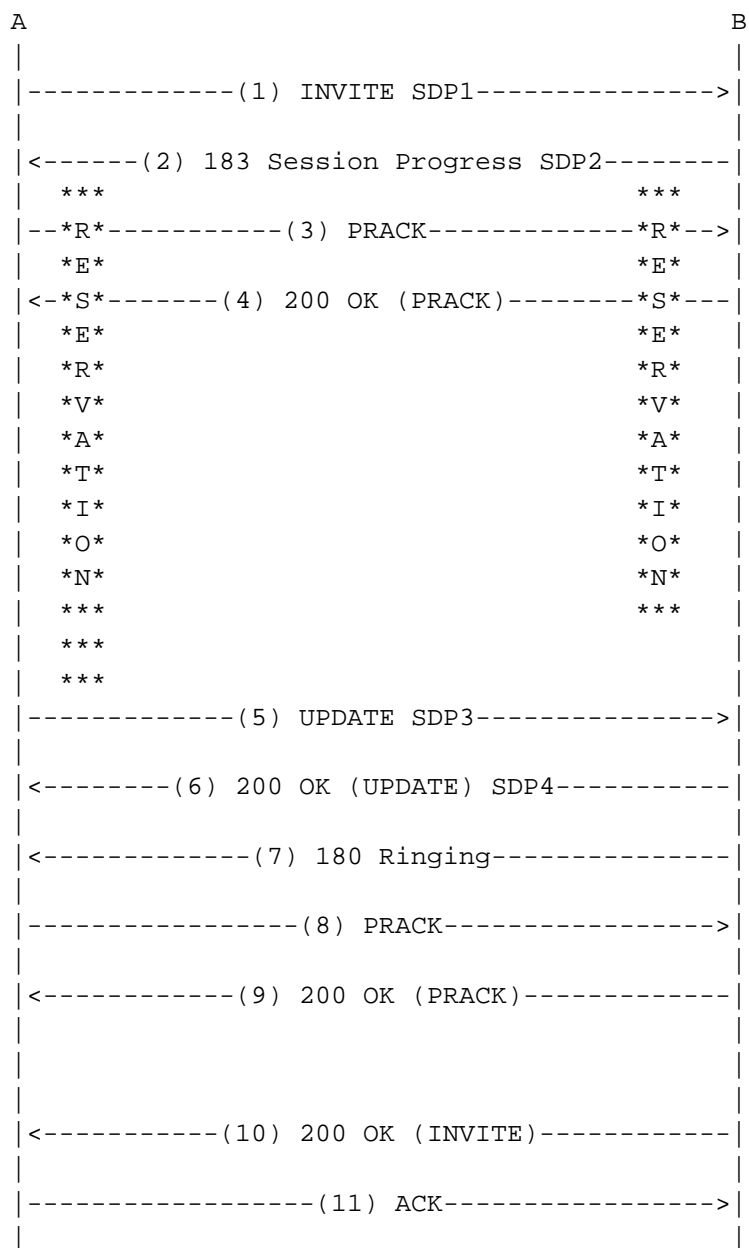 A                                                  B
|                                                  |
|-------------(1) INVITE SDP1--------------->|
|                                                  |
|<------(2) 183 Session Progress SDP2--------|
|  ***                                      ***  |
|--*R*-----------(3) PRACK-------------*R*-->|
|  *E*                                      *E*  |
|<-*S*-------(4) 200 OK (PRACK)--------*S*---|
|  *E*                                      *E*  |
|  *R*                                      *R*  |
|  *V*                                      *V*  |
|  *A*                                      *A*  |
|  *T*                                      *T*  |
|  *I*                                      *I*  |
|  *O*                                      *O*  |
|  *N*                                      *N*  |
|  ***                                      ***  |
|  ***                                           |
|  ***                                           |
|-------------(5) UPDATE SDP3--------------->|
|                                                  |
|<--------(6) 200 OK (UPDATE) SDP4-----------|
|                                                  |
|<-------------(7) 180 Ringing---------------|
|                                                  |
|-----------------(8) PRACK----------------->|
|                                                  |
|<------------(9) 200 OK (PRACK)-------------|
|                                                  |
|                                                  |
|                                                  |
|<-----------(10) 200 OK (INVITE)------------|
|                                                  |
|------------------(11) ACK----------------->|
|                                                  |